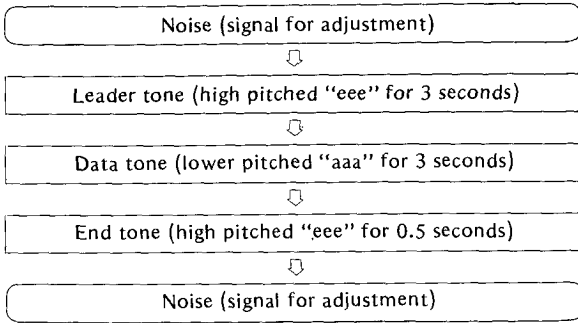 Noise (signal for adjustment)
Leader tone (high pitched “eee” for 3 seconds)
Data tone (lower pitched “aaa” for 3 seconds)
End tone (high pitched “eee” for 0.5 seconds)
Noise (signal for adjustment)